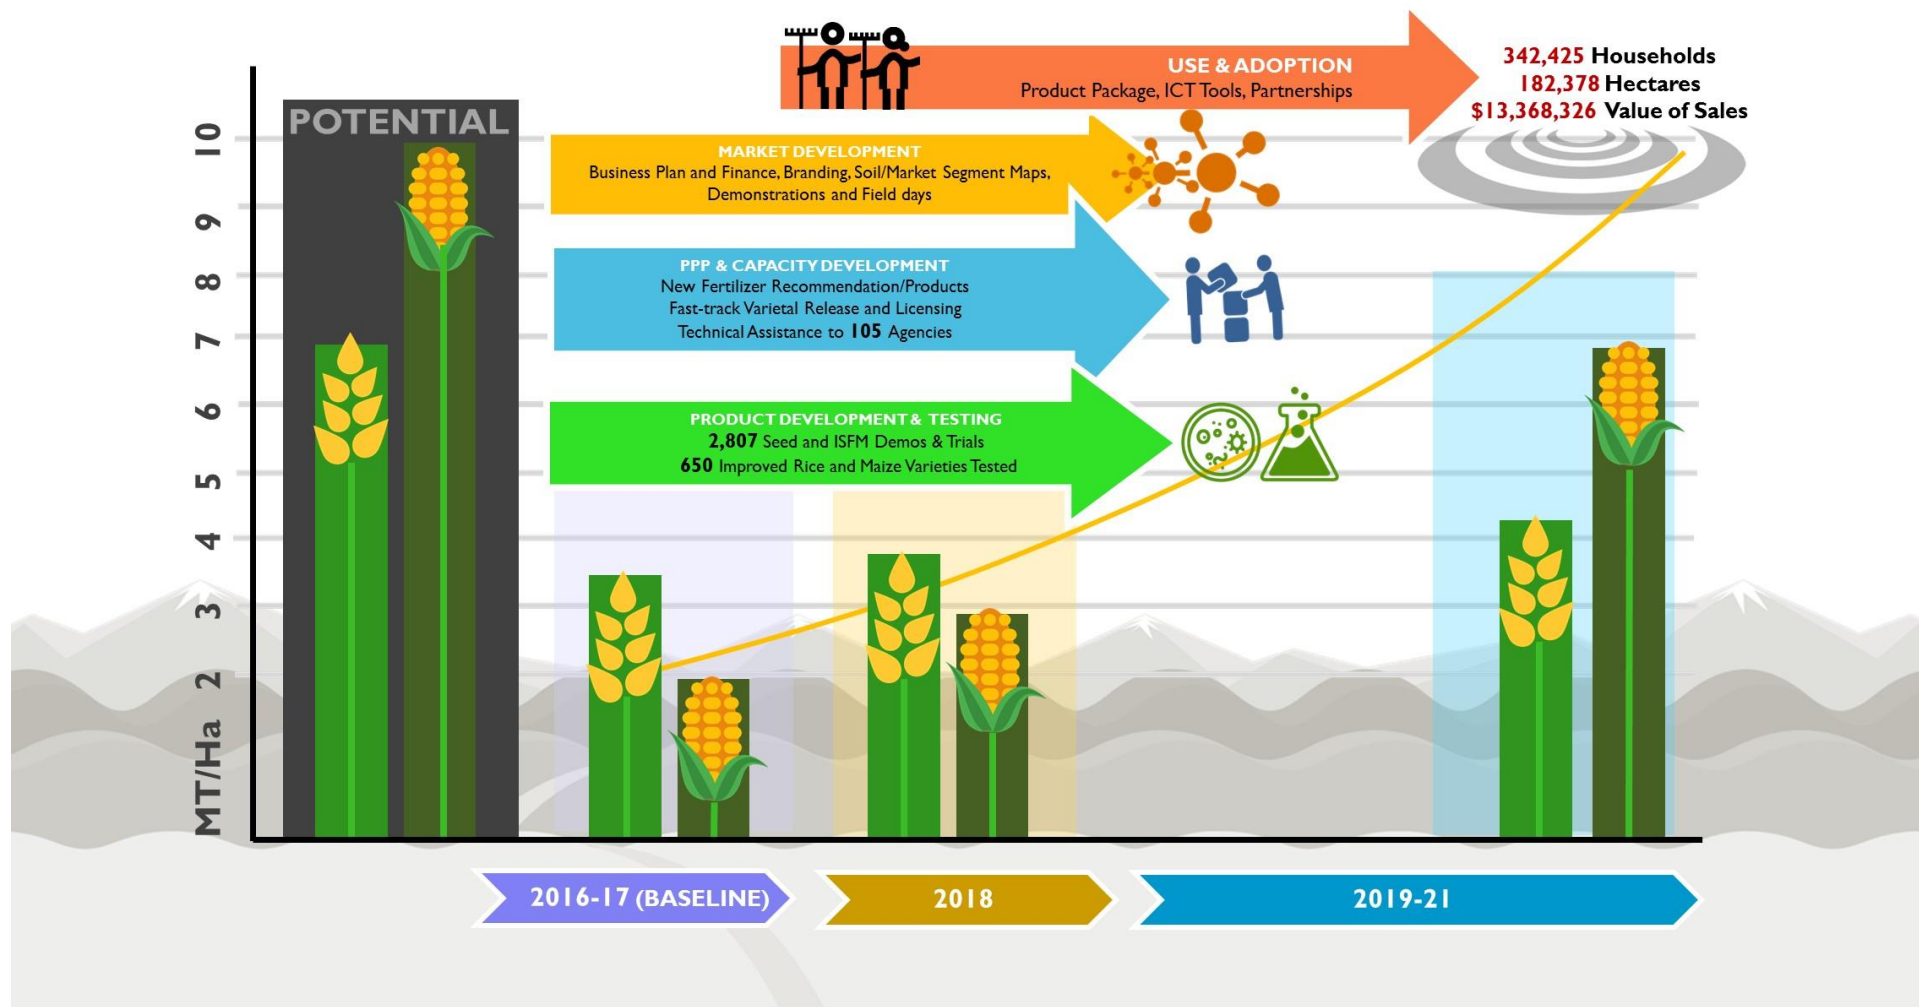 USE & ADOPTION
Product Package, ICT Tools, Partnerships
342,425 Households
182,378 Hectares
$13,368,326 Value of Sales
POTENTIAL
MARKET DEVELOPMENT
Business Plan and Finance, Branding, Soil/Market Segment Maps,
Demonstrations and Field days
PPP & CAPACITY DEVELOPMENT
New Fertilizer Recommendation/Products
Fast-track Varietal Release and Licensing
Technical Assistance to 105 Agencies
PRODUCT DEVELOPMENT & TESTING
2,807 Seed and ISFM Demos & Trials
650 Improved Rice and Maize Varieties Tested
10
9
8
7
6
5
4
3
2
MT/Ha
2016-17 (BASELINE)
2018
2019-21